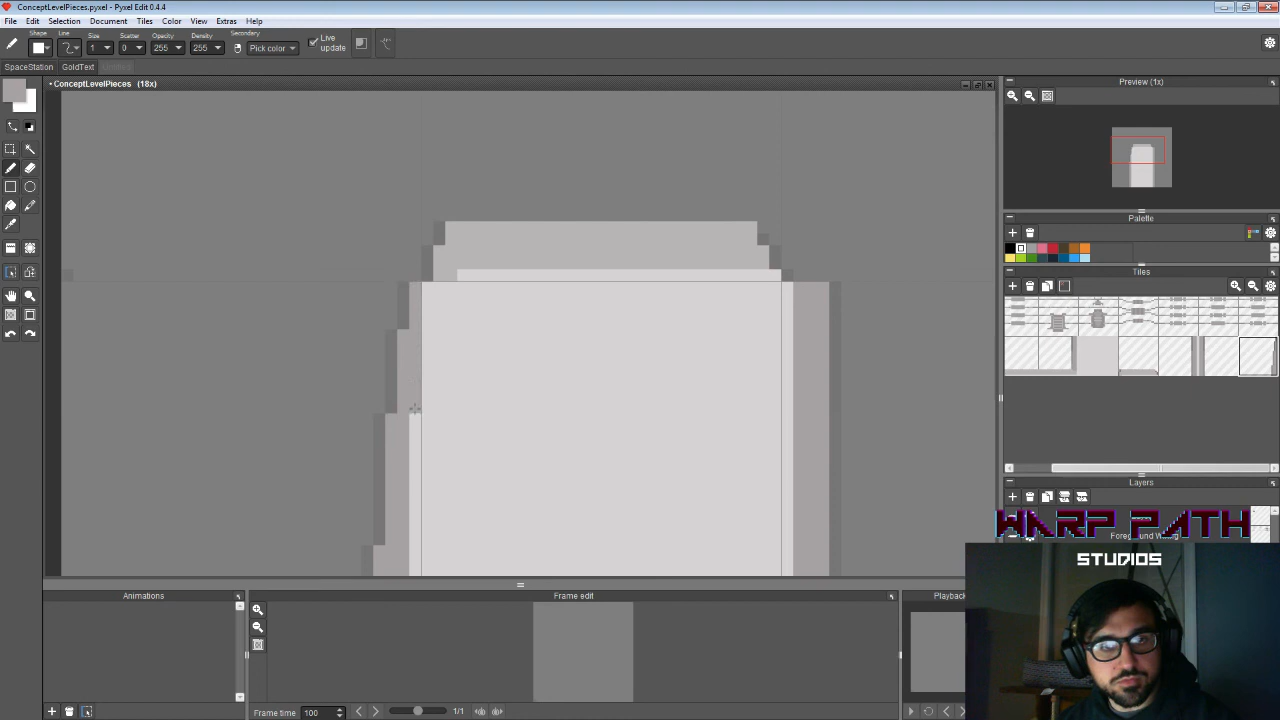 ConceptLevelPieces.pyxel - Pyxel Edit 0.4.4
File Edit Selection Document Tiles Color View Extras Help
Shape Line Size Scatter Opacity Density Secondary
1 0 255 255 Pick color Live update
SpaceStation GoldText Untitled
• ConceptLevelPieces (18x)
Preview (1x)
Palette
Tiles
Layers
WARP PATH
STUDIOS
Animations
Frame edit
Playback
Frame time 100
1/1